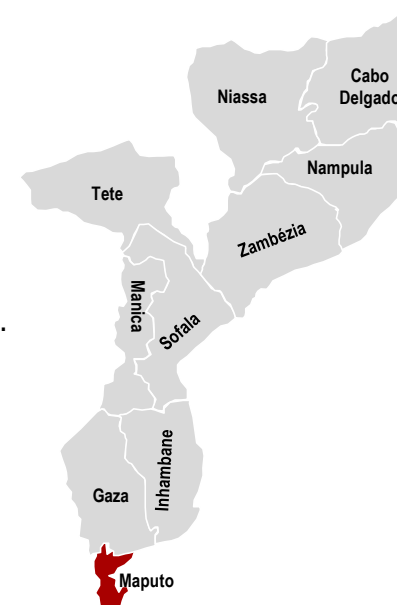 Cabo
Delgado
Niassa
Nampula
Tete
Zambézia
Manica
Sofala
.
Inhambane
Gaza
Maputo